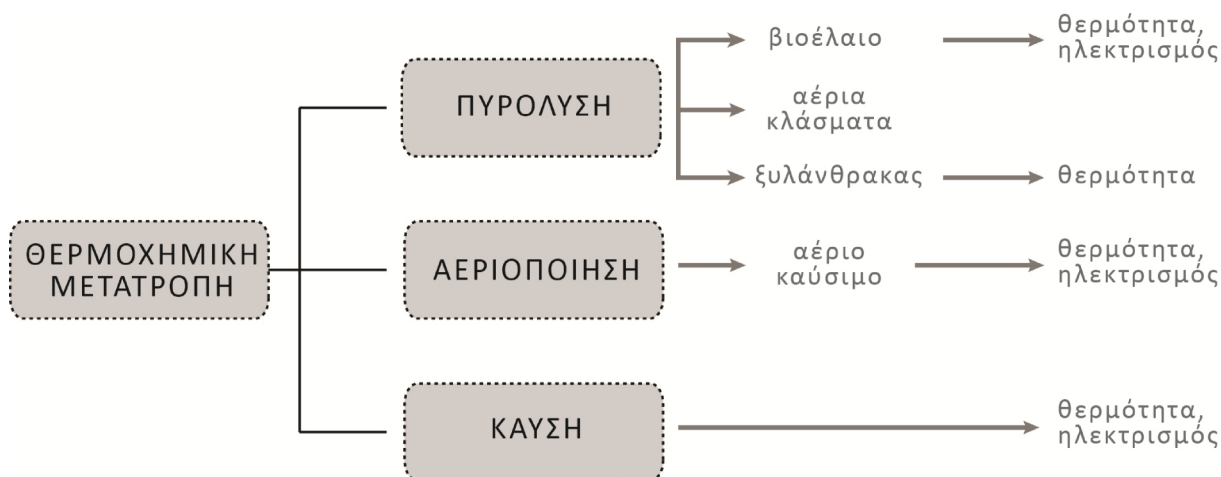 ΘΕΡΜΟΧΗΜΙΚΗ
ΜΕΤΑΤΡΟΠΗ
ΠΥΡΟΛΥΣΗ
βιοέλαιο
θερμότητα,
ηλεκτρισμός
αέρια
κλάσματα
ξυλάνθρακας
θερμότητα
ΑΕΡΙΟΠΟΙΗΣΗ
αέριο
καύσιμο
θερμότητα,
ηλεκτρισμός
ΚΑΥΣΗ
θερμότητα,
ηλεκτρισμός